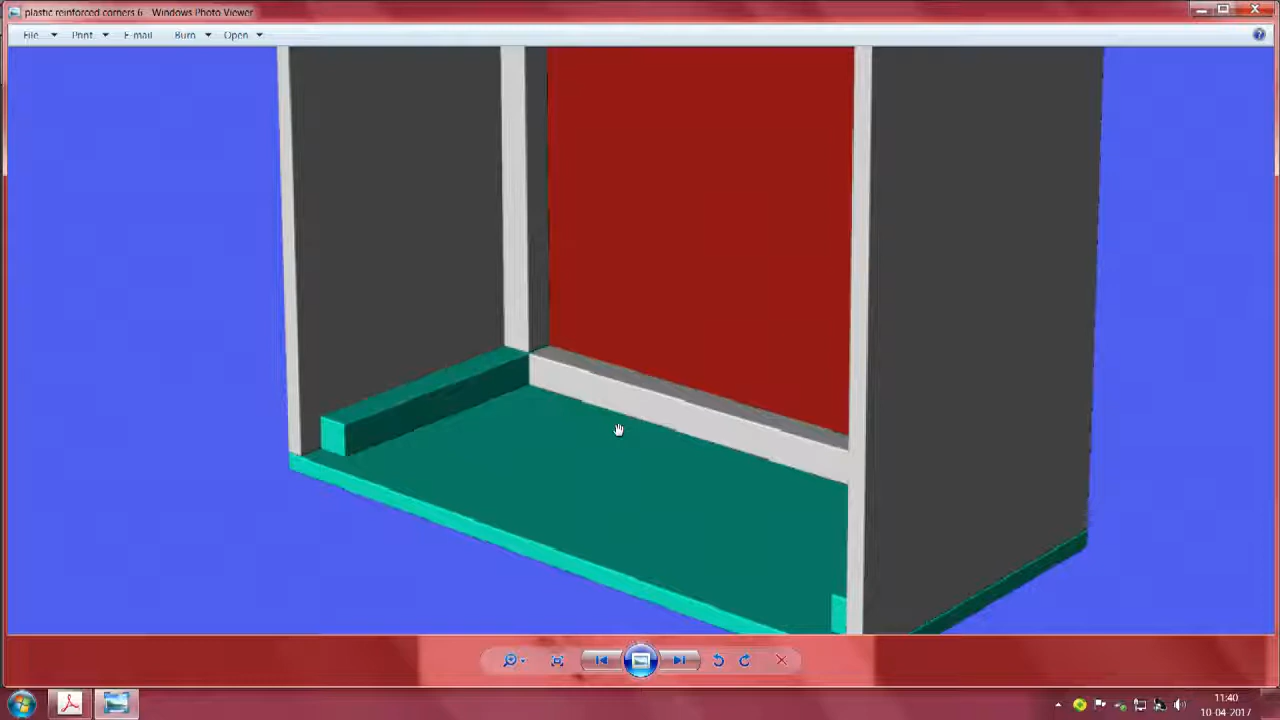 plastic reinforced corners 6 - Windows Photo Viewer
File Print E-mail Burn Open
11:40
10-04-2017